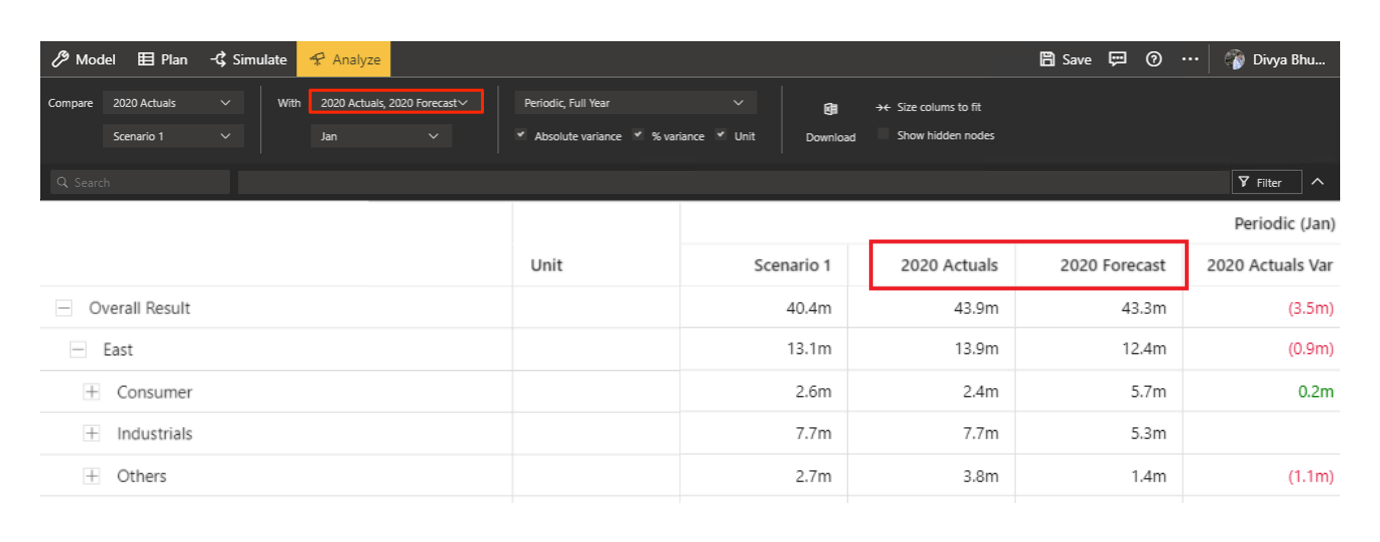 Model Plan Simulate Analyze Save Divya Bhu...
Compare 2020 Actuals With 2020 Actuals, 2020 Forecast Periodic, Full Year Size colums to fit
Scenario 1 Jan Absolute variance % variance Unit Download Show hidden nodes
Search Filter
Periodic (Jan)
Unit Scenario 1 2020 Actuals 2020 Forecast 2020 Actuals Var
Overall Result 40.4m 43.9m 43.3m (3.5m)
East 13.1m 13.9m 12.4m (0.9m)
Consumer 2.6m 2.4m 5.7m 0.2m
Industrials 7.7m 7.7m 5.3m
Others 2.7m 3.8m 1.4m (1.1m)